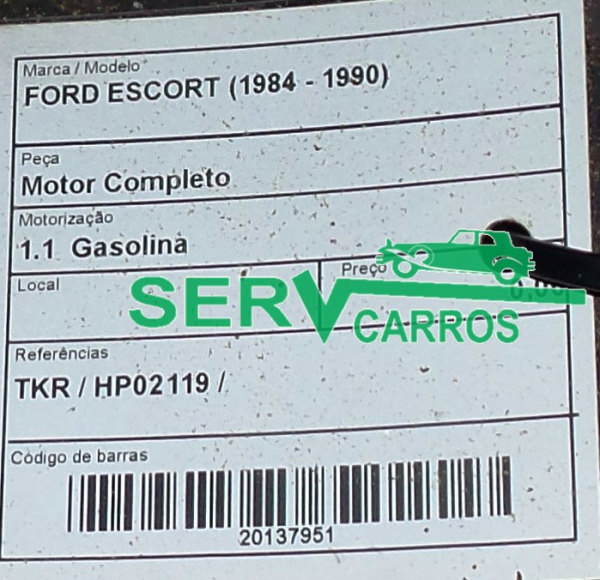 Marca / Modelo
FORD ESCORT (1984 - 1990)
Peça
Motor Completo
Motorização
1.1 Gasolina
Local
Preço
SERV
CARROS
Referências
TKR / HP02119 /
Código de barras
20137951